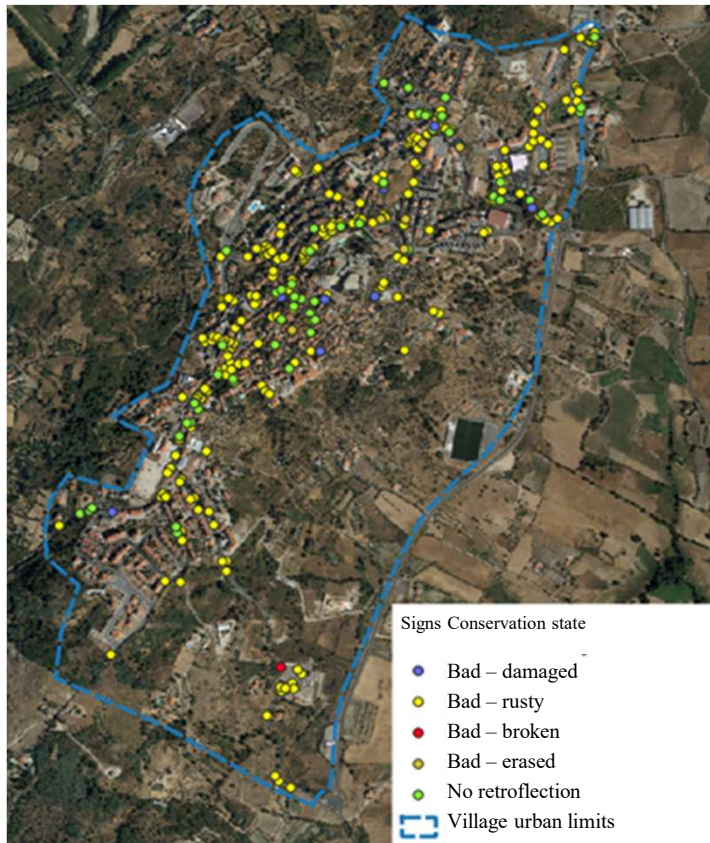 Signs Conservation state
Bad – damaged
Bad – rusty
Bad – broken
Bad – erased
No retroflection
Village urban limits